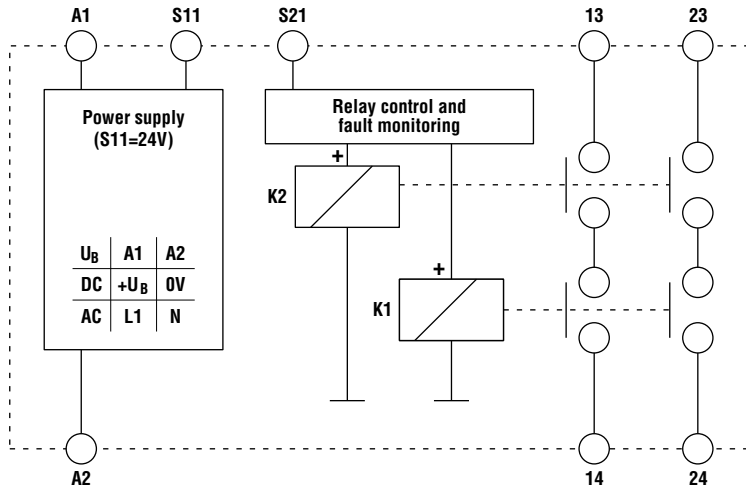 A1 S11 S21 13 23
Power supply
(S11=24V)
Relay control and
fault monitoring
+
K2
UB A1 A2
DC +UB 0V
AC L1 N
+
K1
A2 14 24